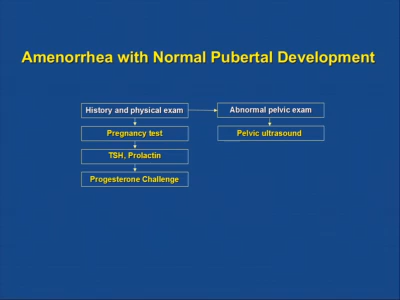 Amenorrhea with Normal Pubertal Development
History and physical exam
Abnormal pelvic exam
Pregnancy test
Pelvic ultrasound
TSH, Prolactin
Progesterone Challenge